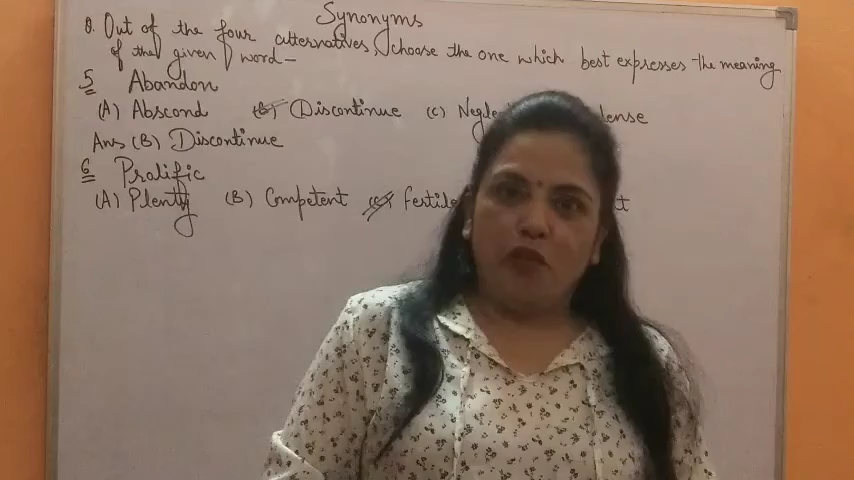 Synonyms
Q. Out of the four alternatives, choose the one which best expresses the meaning
of the given word-
5 Abandon
(A) Abscond (B) Discontinue (C)
Ans (B) Discontinue
6 Prolific
(A) Plenty (B) Competent (C) fertile